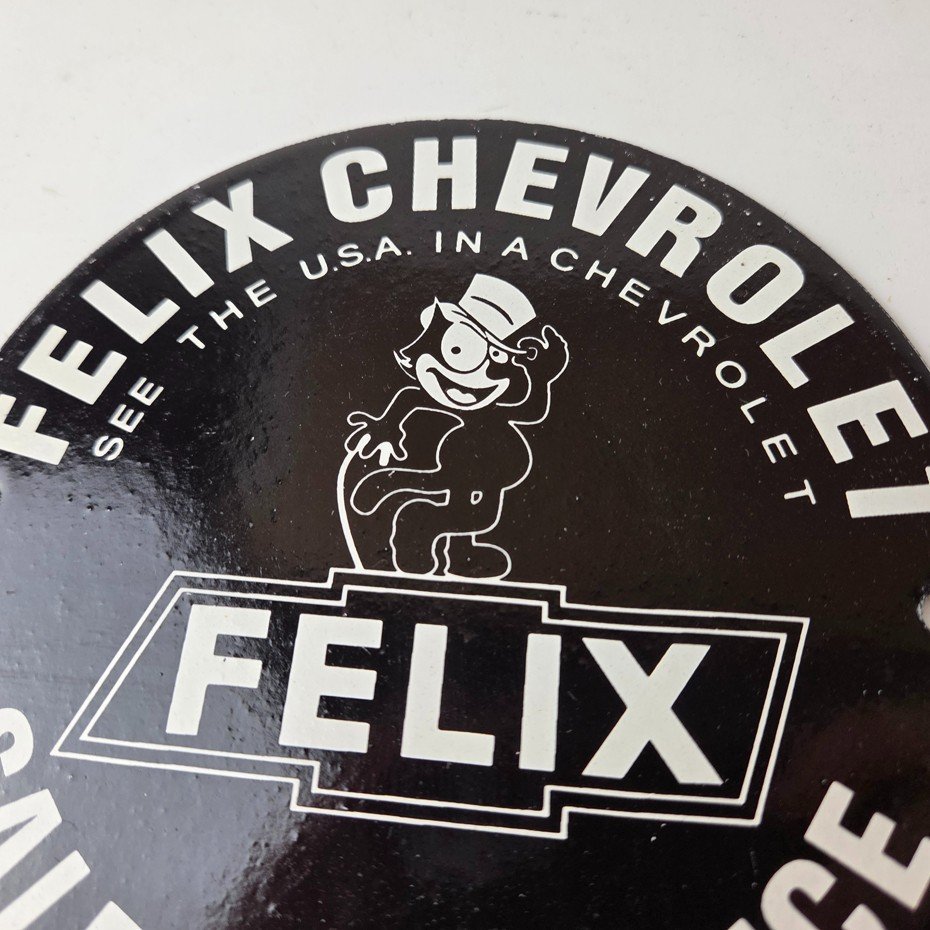 FELIX CHEVROLET
SEE THE U.S.A. IN A CHEVROLET
FELIX